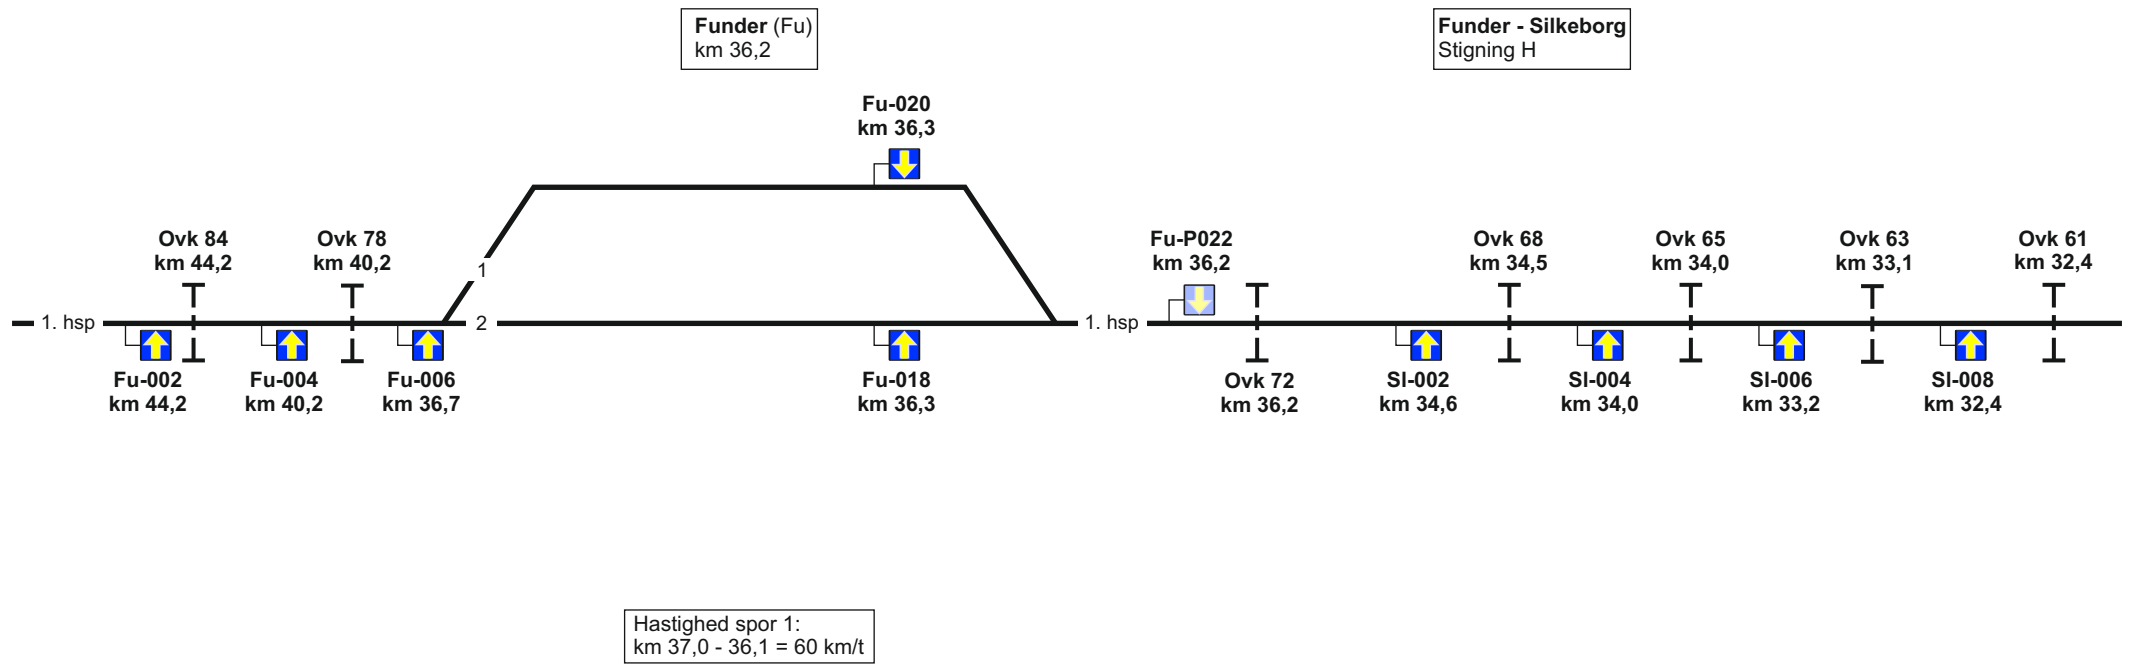 Funder (Fu)
km 36,2
Funder - Silkeborg
Stigning H
Fu-020
km 36,3
Ovk 84
km 44,2
Ovk 78
km 40,2
Fu-P022
km 36,2
Ovk 68
km 34,5
Ovk 65
km 34,0
Ovk 63
km 33,1
Ovk 61
km 32,4
1
1. hsp
2
1. hsp
Fu-002
km 44,2
Fu-004
km 40,2
Fu-006
km 36,7
Fu-018
km 36,3
Ovk 72
km 36,2
SI-002
km 34,6
SI-004
km 34,0
SI-006
km 33,2
SI-008
km 32,4
Hastighed spor 1:
km 37,0 - 36,1 = 60 km/t